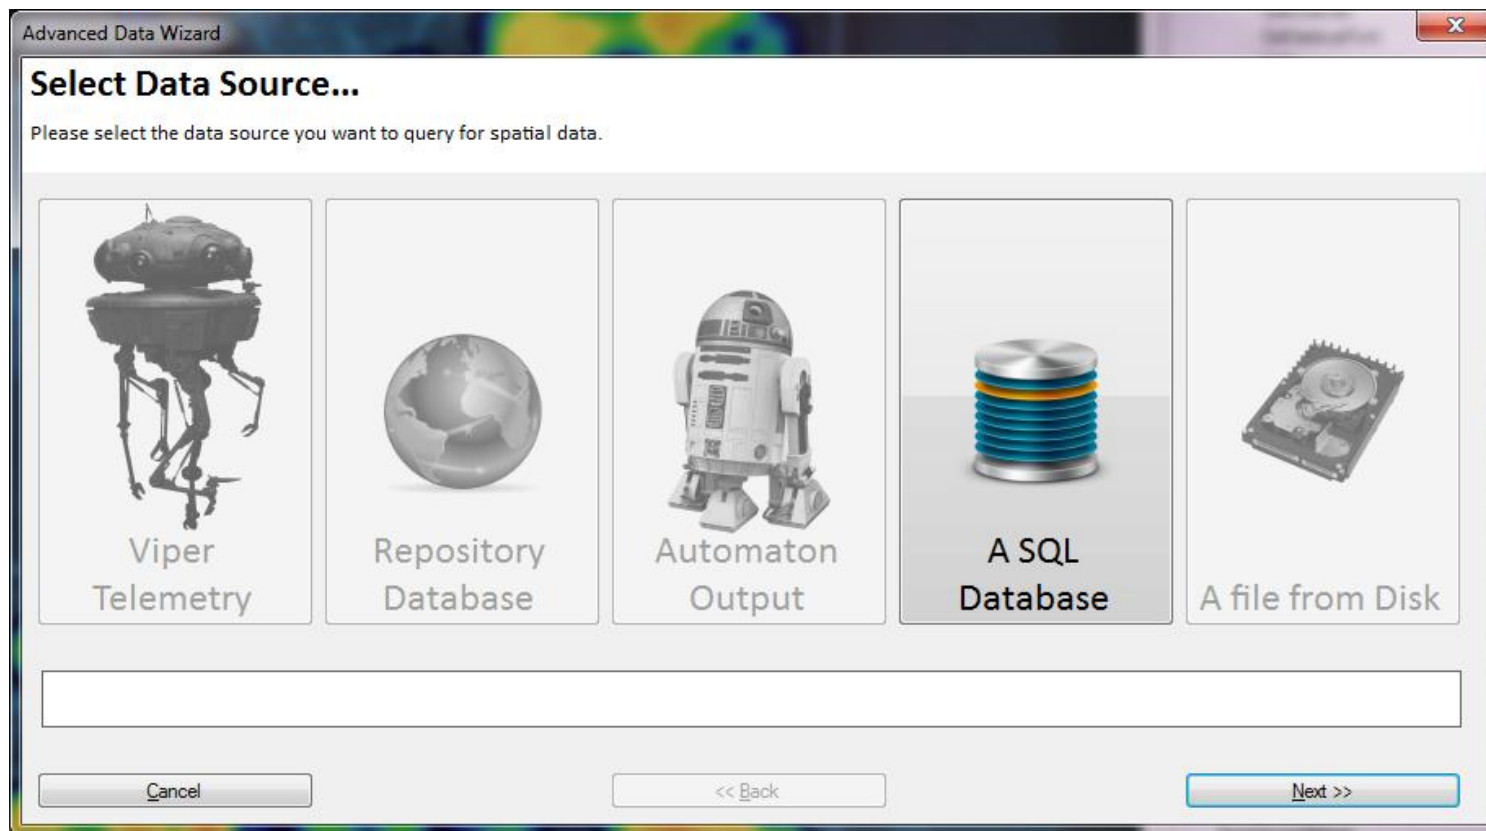 Advanced Data Wizard
Select Data Source...
Please select the data source you want to query for spatial data.
Viper
Telemetry
Repository
Database
Automaton
Output
A SQL
Database
A file from Disk
Cancel
<< Back
Next >>